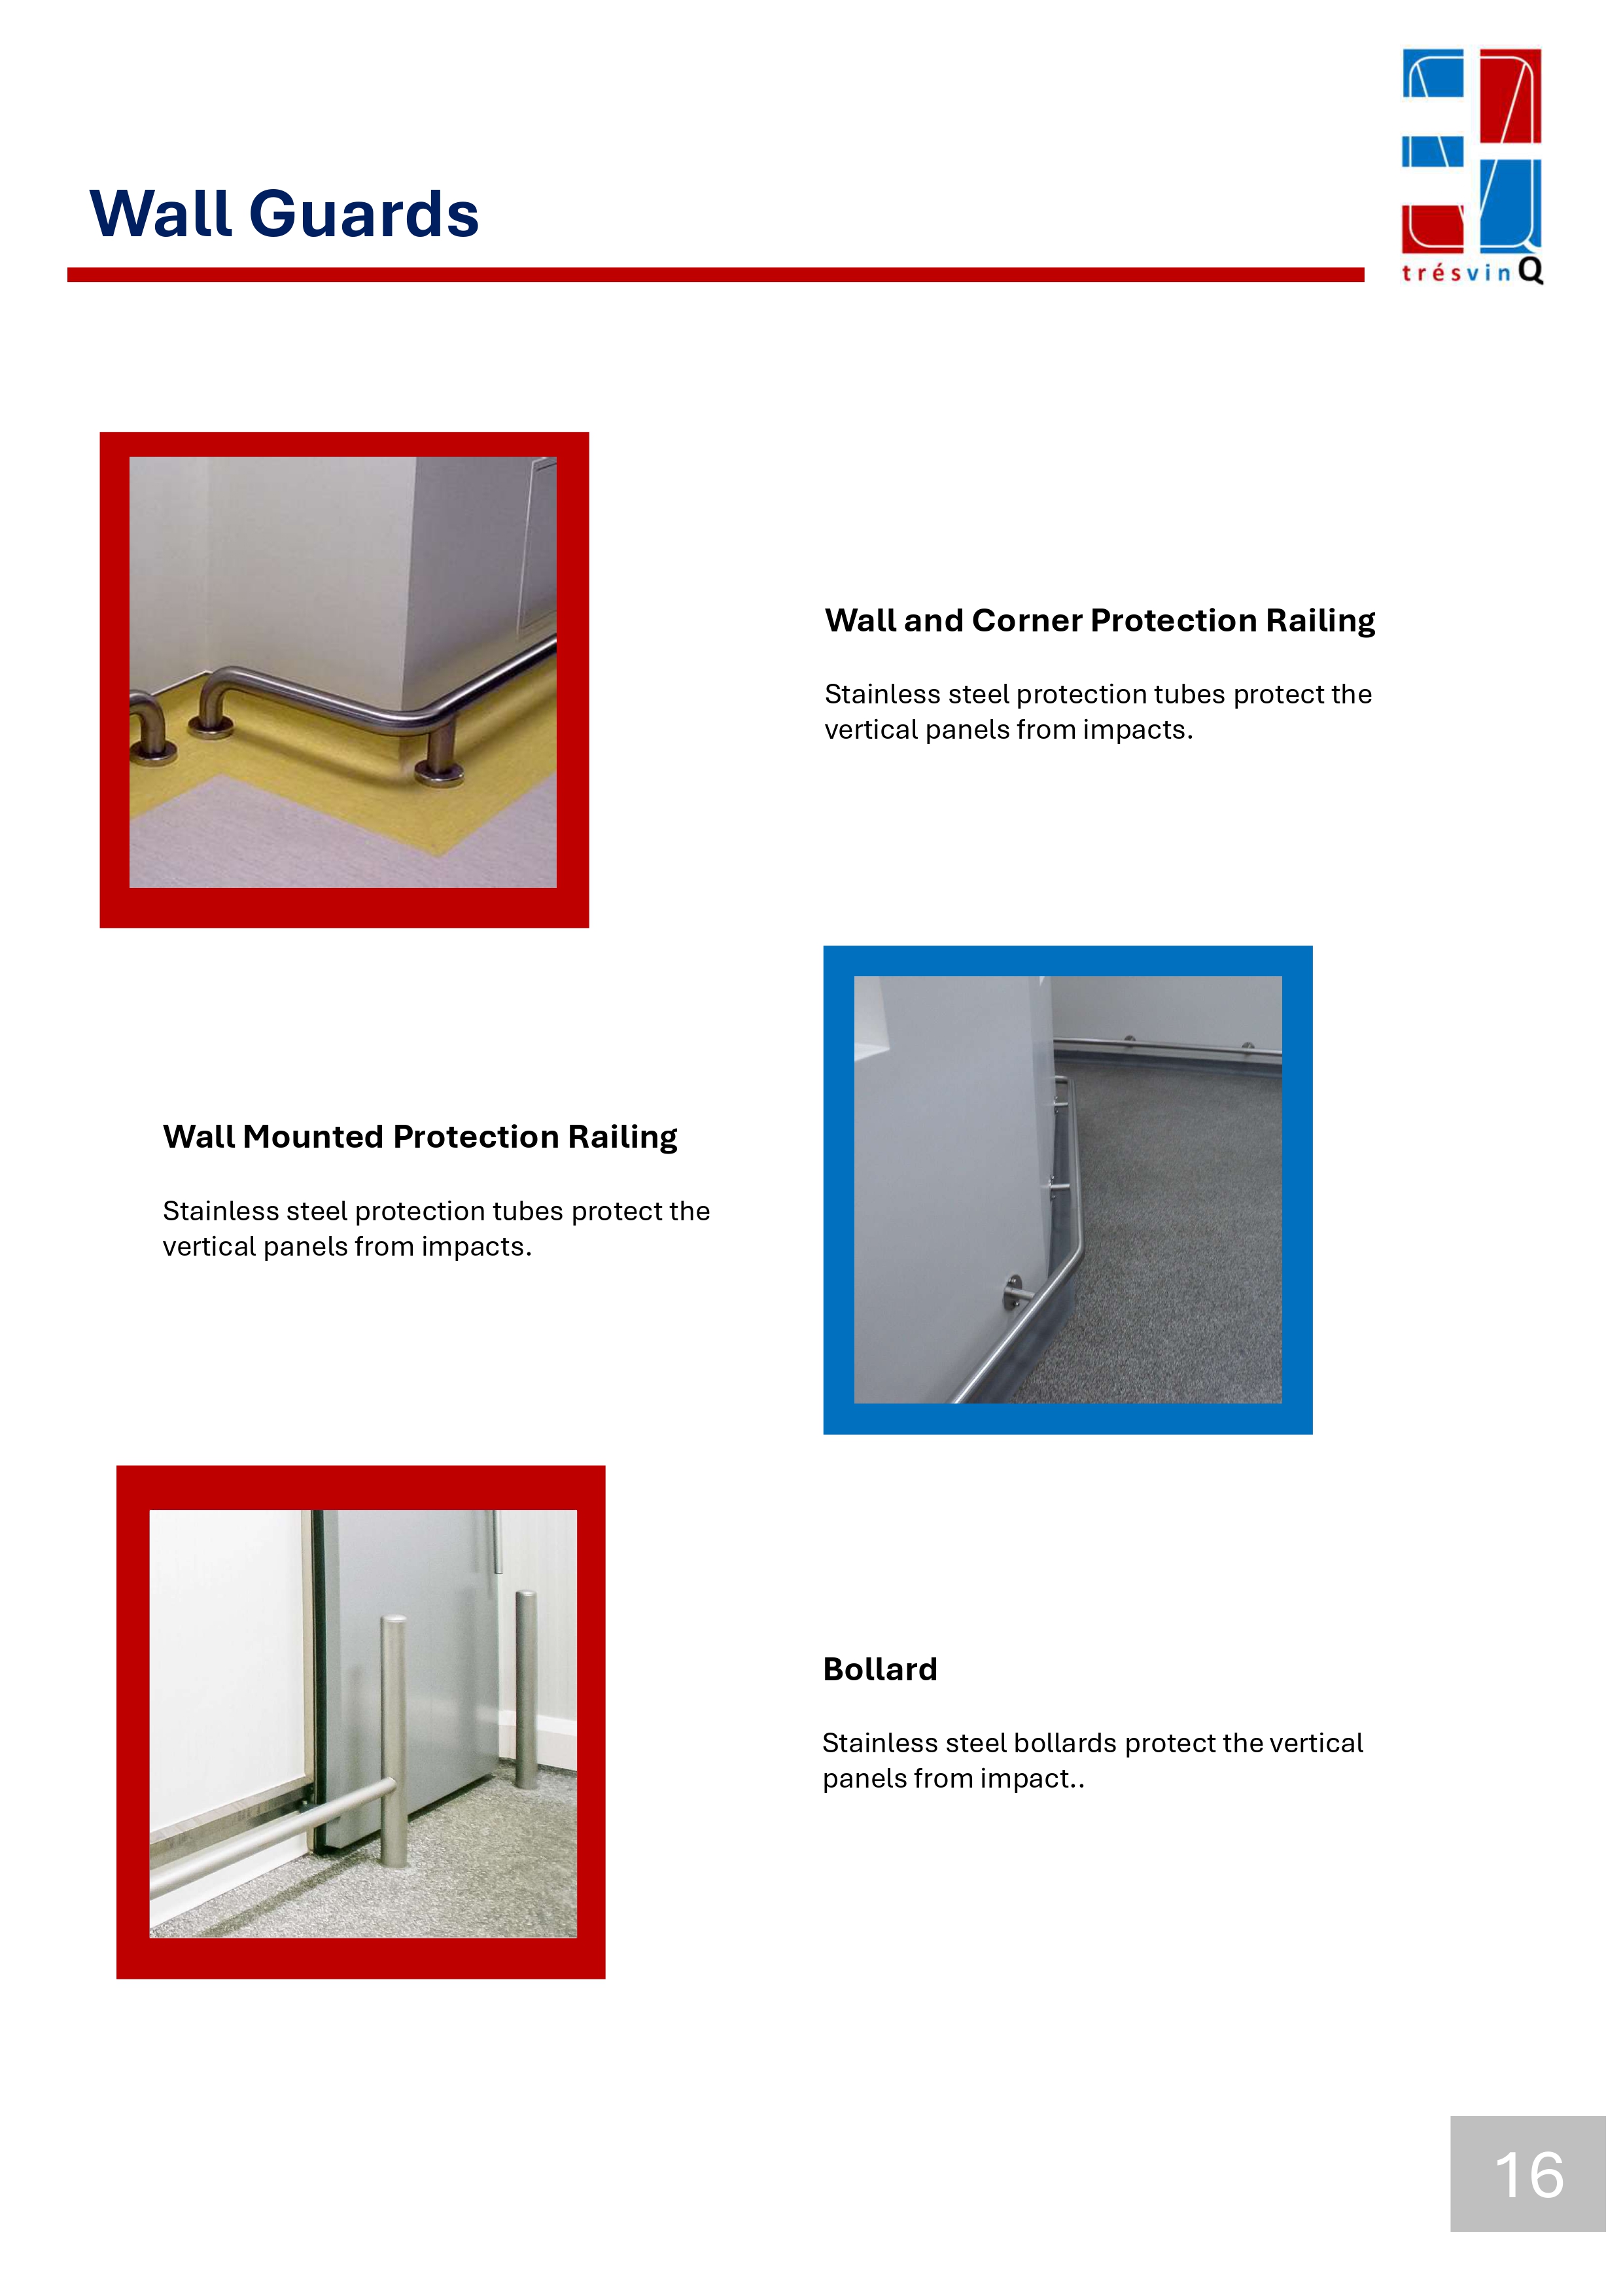 Wall Guards
trésvinQ
Wall and Corner Protection Railing
Stainless steel protection tubes protect the
vertical panels from impacts.
Wall Mounted Protection Railing
Stainless steel protection tubes protect the
vertical panels from impacts.
Bollard
Stainless steel bollards protect the vertical
panels from impact..
16